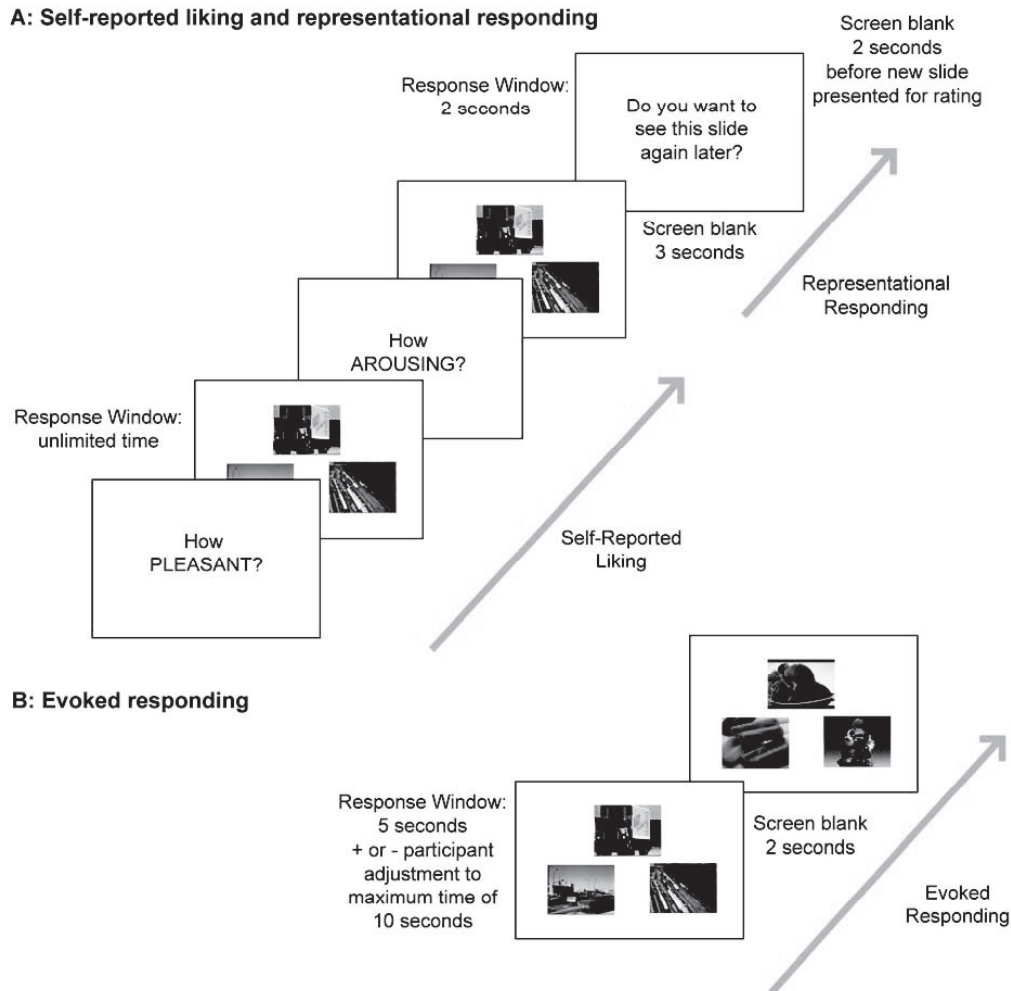 A: Self-reported liking and representational responding
Screen blank
2 seconds
before new slide
presented for rating
Response Window:
2 seconds
Do you want to
see this slide
again later?
Screen blank
3 seconds
Representational
Responding
How
AROUSING?
Response Window:
unlimited time
Self-Reported
Liking
How
PLEASANT?
B: Evoked responding
Response Window:
5 seconds
+ or - participant
adjustment to
maximum time of
10 seconds
Screen blank
2 seconds
Evoked
Responding